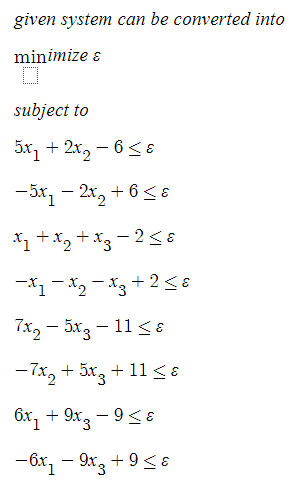 given system can be converted into
minimize ε
subject to
5x₁ + 2x₂ − 6 ≤ ε
−5x₁ − 2x₂ + 6 ≤ ε
x₁ + x₂ + x₃ − 2 ≤ ε
−x₁ − x₂ − x₃ + 2 ≤ ε
7x₂ − 5x₃ − 11 ≤ ε
−7x₂ + 5x₃ + 11 ≤ ε
6x₁ + 9x₃ − 9 ≤ ε
−6x₁ − 9x₃ + 9 ≤ ε